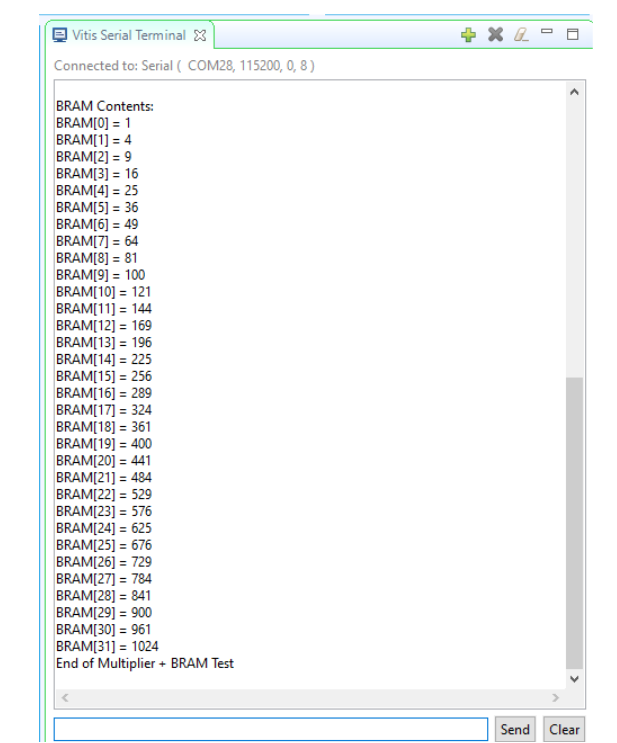 Vitis Serial Terminal
Connected to: Serial ( COM28, 115200, 0, 8 )
BRAM Contents:
BRAM[0] = 1
BRAM[1] = 4
BRAM[2] = 9
BRAM[3] = 16
BRAM[4] = 25
BRAM[5] = 36
BRAM[6] = 49
BRAM[7] = 64
BRAM[8] = 81
BRAM[9] = 100
BRAM[10] = 121
BRAM[11] = 144
BRAM[12] = 169
BRAM[13] = 196
BRAM[14] = 225
BRAM[15] = 256
BRAM[16] = 289
BRAM[17] = 324
BRAM[18] = 361
BRAM[19] = 400
BRAM[20] = 441
BRAM[21] = 484
BRAM[22] = 529
BRAM[23] = 576
BRAM[24] = 625
BRAM[25] = 676
BRAM[26] = 729
BRAM[27] = 784
BRAM[28] = 841
BRAM[29] = 900
BRAM[30] = 961
BRAM[31] = 1024
End of Multiplier + BRAM Test
Send Clear